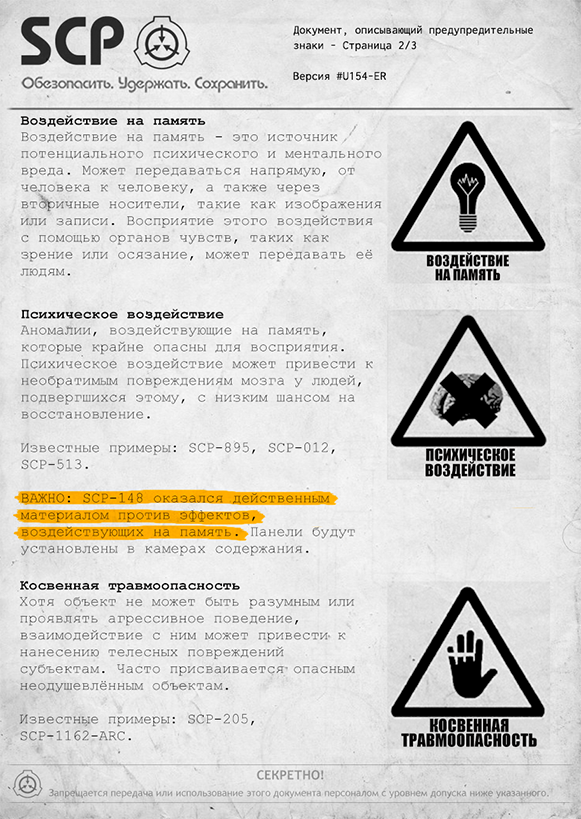 SCP
Обезопасить. Удержать. Сохранить.
Документ, описывающий предупредительные
знаки - Страница 2/3
Версия #U154-ER
Воздействие на память
Воздействие на память - это источник
потенциального психического и ментального
вреда. Может передаваться напрямую, от
человека к человеку, а также через
вторичные носители, такие как изображения
или записи. Восприятие этого воздействия
с помощью органов чувств, таких как
зрение или осязание, может передавать её
людям.
ВОЗДЕЙСТВИЕ
НА ПАМЯТЬ
Психическое воздействие
Аномалии, воздействующие на память,
которые крайне опасны для восприятия.
Психическое воздействие может привести к
необратимым повреждениям мозга у людей,
подвергшихся этому, с низким шансом на
восстановление.
Известные примеры: SCP-895, SCP-012,
SCP-513.
ПСИХИЧЕСКОЕ
ВОЗДЕЙСТВИЕ
ВАЖНО: SCP-148 оказался действенным
материалом против эффектов,
воздействующих на память. Панели будут
установлены в камерах содержания.
Косвенная травмоопасность
Хотя объект не может быть разумным или
проявлять агрессивное поведение,
взаимодействие с ним может привести к
нанесению телесных повреждений
субъектам. Часто присваивается опасным
неодушевлённым объектам.
Известные примеры: SCP-205,
SCP-1162-ARC.
КОСВЕННАЯ
ТРАВМООПАСНОСТЬ
СЕКРЕТНО!
Запрещается передача или использование этого документа персоналом с уровнем допуска ниже указанного.